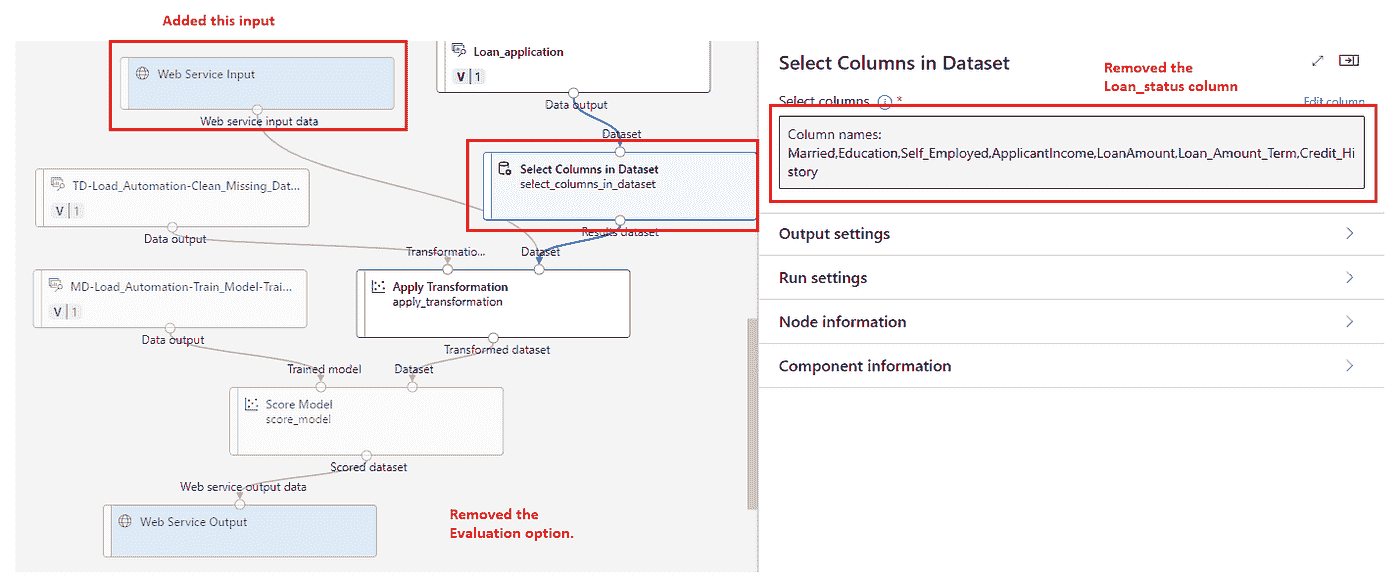 Added this input
Web Service Input
Web service input data
Loan_application
V 1
Data output
Dataset
Select Columns in Dataset
select_columns_in_dataset
Results dataset
TD-Load_Automation-Clean_Missing_Dat...
V 1
Data output
Transformatio...
Dataset
MD-Load_Automation-Train_Model-Trai...
V 1
Data output
Apply Transformation
apply_transformation
Transformed dataset
Trained model
Dataset
Score Model
score_model
Scored dataset
Web service output data
Web Service Output
Removed the
Evaluation option.
Select Columns in Dataset
Removed the
Loan_status column
Select columns *
Edit column
Column names:
Married,Education,Self_Employed,ApplicantIncome,LoanAmount,Loan_Amount_Term,Credit_Hi
story
Output settings
Run settings
Node information
Component information